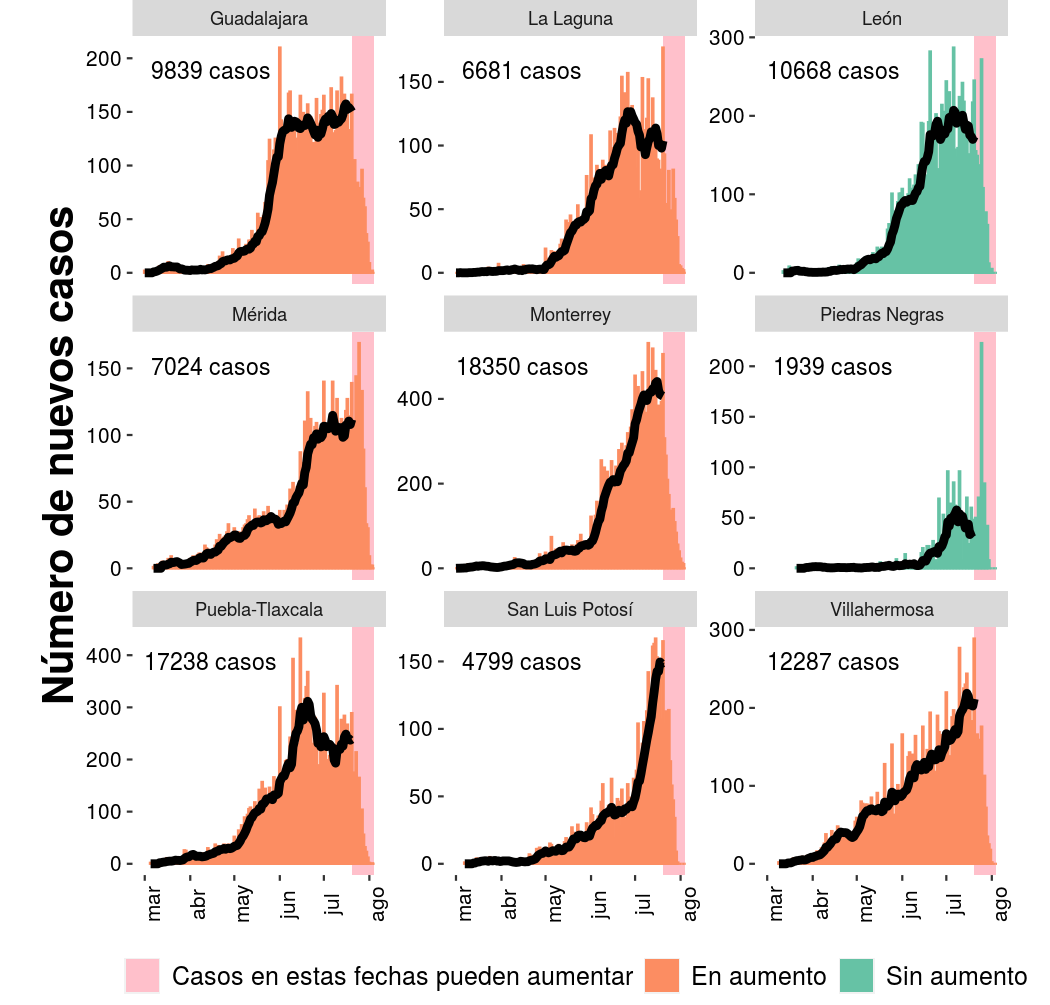 Número de nuevos casos
Guadalajara
La Laguna
León
9839 casos
6681 casos
10668 casos
200
150
100
50
0
150
100
50
0
300
200
100
0
Mérida
Monterrey
Piedras Negras
7024 casos
18350 casos
1939 casos
150
100
50
0
400
200
0
200
150
100
50
0
Puebla-Tlaxcala
San Luis Potosí
Villahermosa
17238 casos
4799 casos
12287 casos
400
300
200
100
0
150
100
50
0
300
200
100
0
mar abr may jun jul ago
mar abr may jun jul ago
mar abr may jun jul ago
Casos en estas fechas pueden aumentar En aumento Sin aumento